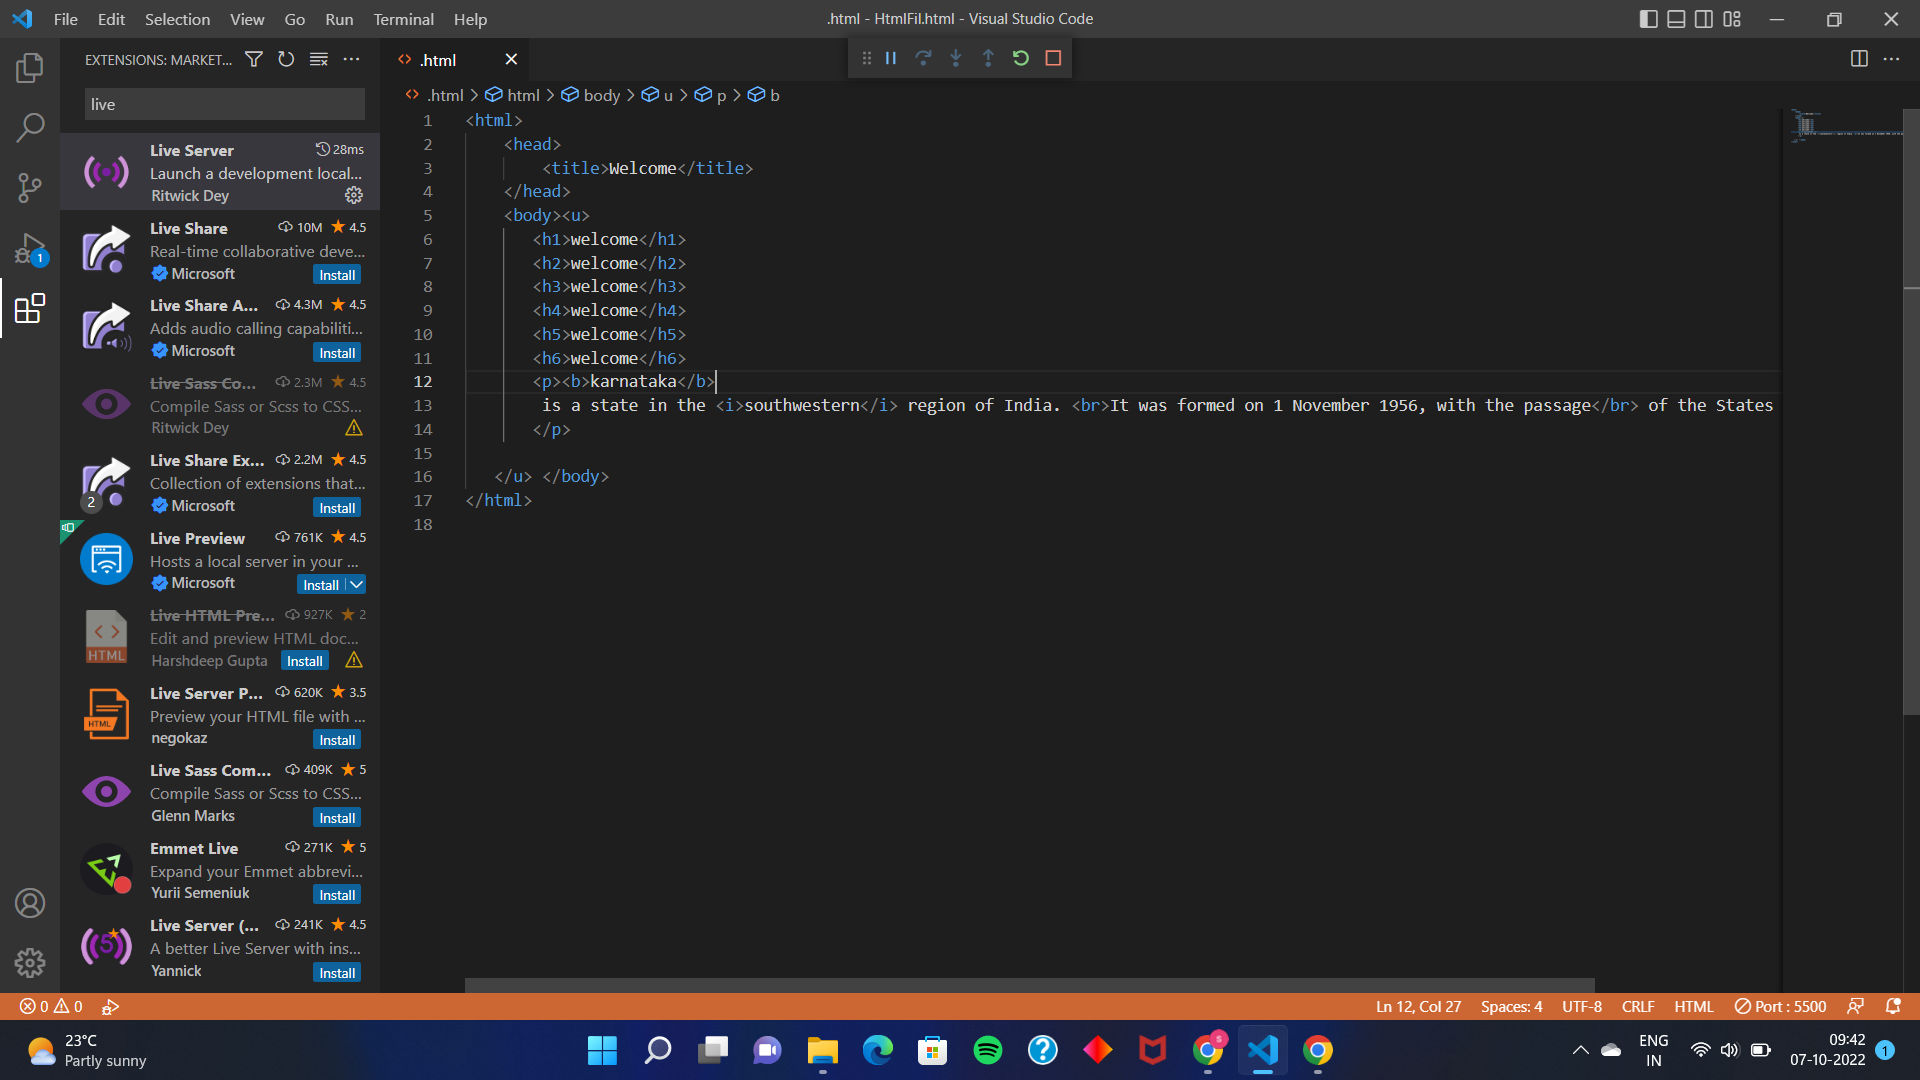 File Edit Selection View Go Run Terminal Help
.html - HtmlFil.html - Visual Studio Code
EXTENSIONS: MARKET...
live
Live Server 28ms
Launch a development local...
Ritwick Dey
Live Share 10M 4.5
Real-time collaborative deve...
Microsoft Install
Live Share A... 4.3M 4.5
Adds audio calling capabiliti...
Microsoft Install
Live Sass Co... 2.3M 4.5
Compile Sass or Scss to CSS...
Ritwick Dey
Live Share Ex... 2.2M 4.5
Collection of extensions that...
2 Microsoft Install
Live Preview 761K 4.5
Hosts a local server in your ...
Microsoft Install
Live HTML Pre... 927K 2
Edit and preview HTML doc...
HTML
Harshdeep Gupta Install
Live Server P... 620K 3.5
Preview your HTML file with ...
HTML
negokaz Install
Live Sass Com... 409K 5
Compile Sass or Scss to CSS...
Glenn Marks Install
Emmet Live 271K 5
Expand your Emmet abbrevi...
Yurii Semeniuk Install
Live Server (... 241K 4.5
5
A better Live Server with ins...
Yannick Install
1
.html
.html > html > body > u > p > b
1 <html>
2 <head>
3 <title>Welcome</title>
4 </head>
5 <body><u>
6 <h1>welcome</h1>
7 <h2>welcome</h2>
8 <h3>welcome</h3>
9 <h4>welcome</h4>
10 <h5>welcome</h5>
11 <h6>welcome</h6>
12 <p><b>karnataka</b>
13 is a state in the <i>southwestern</i> region of India. <br>It was formed on 1 November 1956, with the passage</br> of the States
14 </p>
15
16 </u> </body>
17 </html>
18
0 0
Ln 12, Col 27 Spaces: 4 UTF-8 CRLF HTML Port : 5500
23°C
Partly sunny
S
ENG
IN
09:42
07-10-2022
1